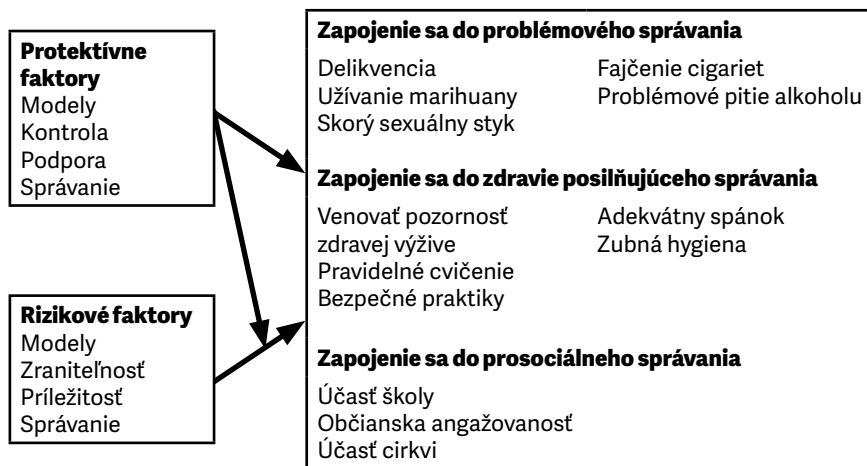 Protektívne
faktory
Modely
Kontrola
Podpora
Správanie
Rizikové faktory
Modely
Zraniteľnosť
Príležitosť
Správanie
Zapojenie sa do problémového správania
Delikvencia
Užívanie marihuany
Skorý sexuálny styk
Fajčenie cigariet
Problémové pitie alkoholu
Zapojenie sa do zdravie posilňujúceho správania
Venovať pozornosť
zdravej výžive
Pravidelné cvičenie
Bezpečné praktiky
Adekvátny spánok
Zubná hygiena
Zapojenie sa do prosociálneho správania
Účasť školy
Občianska angažovanosť
Účasť cirkvi